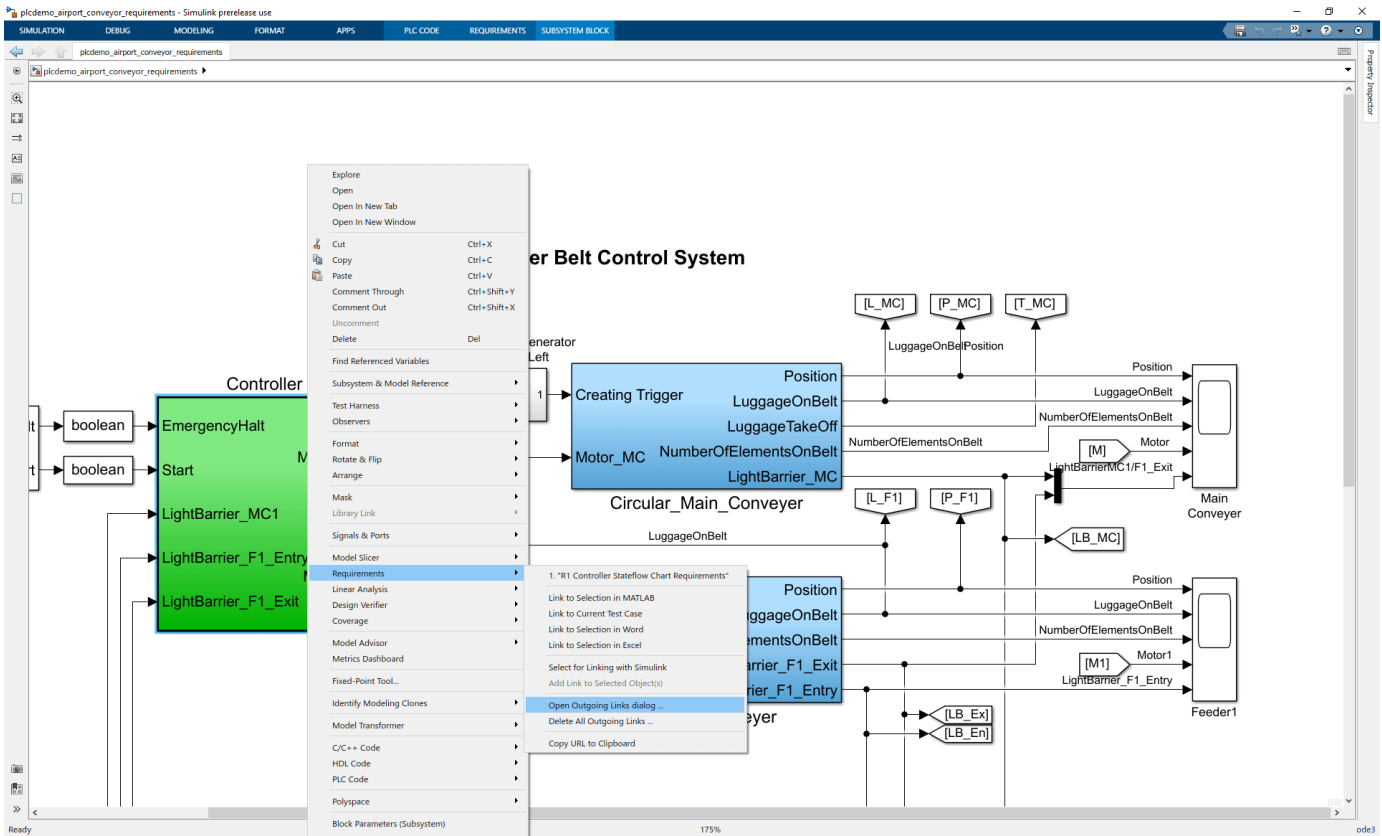 plcdemo_airport_conveyor_requirements - Simulink prerelease use
SIMULATION DEBUG MODELING FORMAT APPS PLC CODE REQUIREMENTS SUBSYSTEM BLOCK
plcdemo_airport_conveyor_requirements
plcdemo_airport_conveyor_requirements
Property Inspector
Explore
Open
Open In New Tab
Open In New Window
Cut Ctrl+X
Copy Ctrl+C
Paste Ctrl+V
Comment Through Ctrl+Shift+Y
Comment Out Ctrl+Shift+X
Uncomment
Delete Del
Find Referenced Variables
Subsystem & Model Reference
Test Harness
Observers
Format
Rotate & Flip
Arrange
Mask
Library Link
Signals & Ports
Model Slicer
Requirements
Linear Analysis
Design Verifier
Coverage
Model Advisor
Metrics Dashboard
Fixed-Point Tool...
Identify Modeling Clones
Model Transformer
C/C++ Code
HDL Code
PLC Code
Polyspace
Block Parameters (Subsystem)
1. "R1 Controller Stateflow Chart Requirements"
Link to Selection in MATLAB
Link to Current Test Case
Link to Selection in Word
Link to Selection in Excel
Select for Linking with Simulink
Add Link to Selected Object(s)
Open Outgoing Links dialog ...
Delete All Outgoing Links ...
Copy URL to Clipboard
er Belt Control System
Controller
lt
boolean
EmergencyHalt
rt
boolean
Start
M
LightBarrier_MC1
LightBarrier_F1_Entry
LightBarrier_F1_Exit
enerator
Left
1
Creating Trigger
Motor_MC
Position
LuggageOnBelt
LuggageTakeOff
NumberOfElementsOnBelt
LightBarrier_MC
Circular_Main_Conveyer
[L_MC] [P_MC] [T_MC]
LuggageOnBelt
Position
Position
LuggageOnBelt
NumberOfElementsOnBelt
NumberOfElementsOnBelt
[M] Motor
LightBarrierMC1/F1_Exit
Main
Conveyer
[L_F1] [P_F1]
LuggageOnBelt
[LB_MC]
Position
uggageOnBelt
ementsOnBelt
arrier_F1_Exit
rier_F1_Entry
eyer
Position
LuggageOnBelt
NumberOfElementsOnBelt
[M1] Motor1
LightBarrier_F1_Entry
Feeder1
[LB_Ex]
[LB_En]
Ready 175% ode3